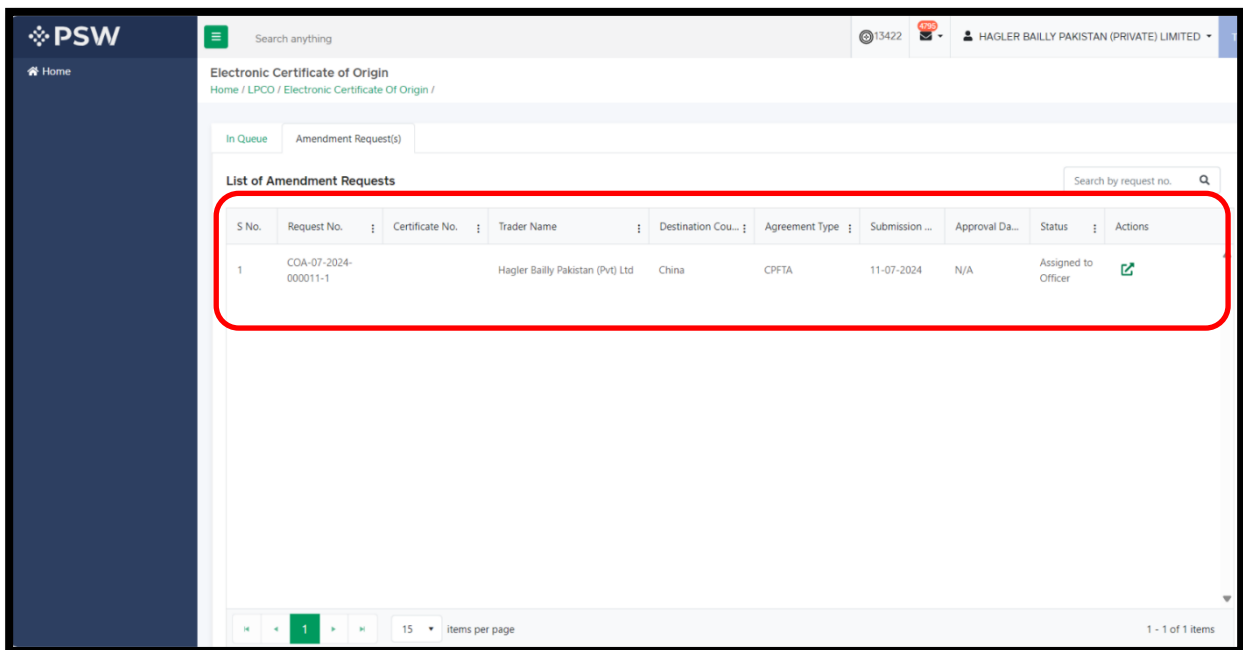 PSW
Search anything
13422
4795
HAGLER BAILLY PAKISTAN (PRIVATE) LIMITED
T
Home
Electronic Certificate of Origin
Home / LPCO / Electronic Certificate Of Origin /
In Queue Amendment Request(s)
List of Amendment Requests
Search by request no.
S No. Request No. Certificate No. Trader Name Destination Cou... Agreement Type Submission ... Approval Da... Status Actions
1 COA-07-2024-000011-1 Hagler Bailly Pakistan (Pvt) Ltd China CPFTA 11-07-2024 N/A Assigned to Officer
1 15 items per page 1 - 1 of 1 items